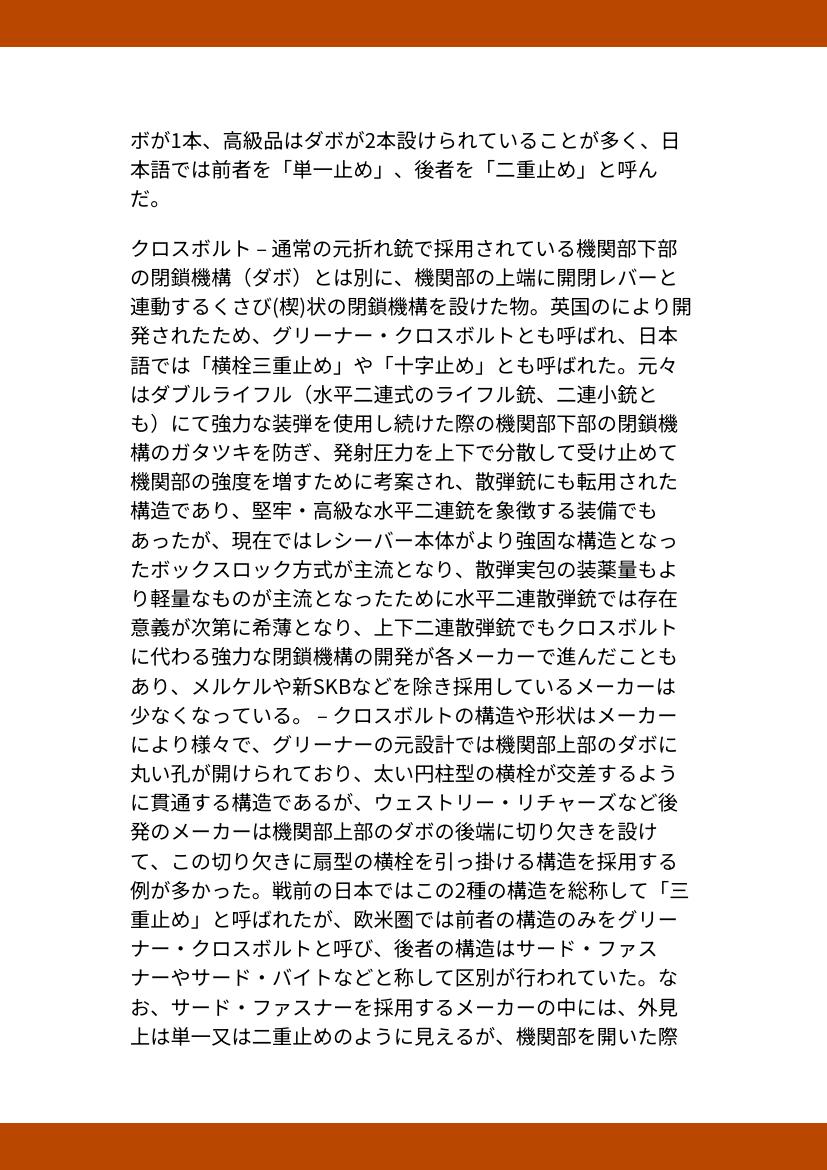 ボが1本、高級品はダボが2本設けられていることが多く、日
本語では前者を「単一止め」、後者を「二重止め」と呼ん
だ。
クロスボルト – 通常の元折れ銃で採用されている機関部下部
の閉鎖機構（ダボ）とは別に、機関部の上端に開閉レバーと
連動するくさび(楔)状の閉鎖機構を設けた物。英国のにより開
発されたため、グリーナー・クロスボルトとも呼ばれ、日本
語では「横栓三重止め」や「十字止め」とも呼ばれた。元々
はダブルライフル（水平二連式のライフル銃、二連小銃と
も）にて強力な装弾を使用し続けた際の機関部下部の閉鎖機
構のガタツキを防ぎ、発射圧力を上下で分散して受け止めて
機関部の強度を増すために考案され、散弾銃にも転用された
構造であり、堅牢・高級な水平二連銃を象徴する装備でも
あったが、現在ではレシーバー本体がより強固な構造となっ
たボックスロック方式が主流となり、散弾実包の装薬量もよ
り軽量なものが主流となったために水平二連散弾銃では存在
意義が次第に希薄となり、上下二連散弾銃でもクロスボルト
に代わる強力な閉鎖機構の開発が各メーカーで進んだことも
あり、メルケルや新SKBなどを除き採用しているメーカーは
少なくなっている。 – クロスボルトの構造や形状はメーカー
により様々で、グリーナーの元設計では機関部上部のダボに
丸い孔が開けられており、太い円柱型の横栓が交差するよう
に貫通する構造であるが、ウェストリー・リチャーズなど後
発のメーカーは機関部上部のダボの後端に切り欠きを設け
て、この切り欠きに扇型の横栓を引っ掛ける構造を採用する
例が多かった。戦前の日本ではこの2種の構造を総称して「三
重止め」と呼ばれたが、欧米圏では前者の構造のみをグリー
ナー・クロスボルトと呼び、後者の構造はサード・ファス
ナーやサード・バイトなどと称して区別が行われていた。な
お、サード・ファスナーを採用するメーカーの中には、外見
上は単一又は二重止めのように見えるが、機関部を開いた際